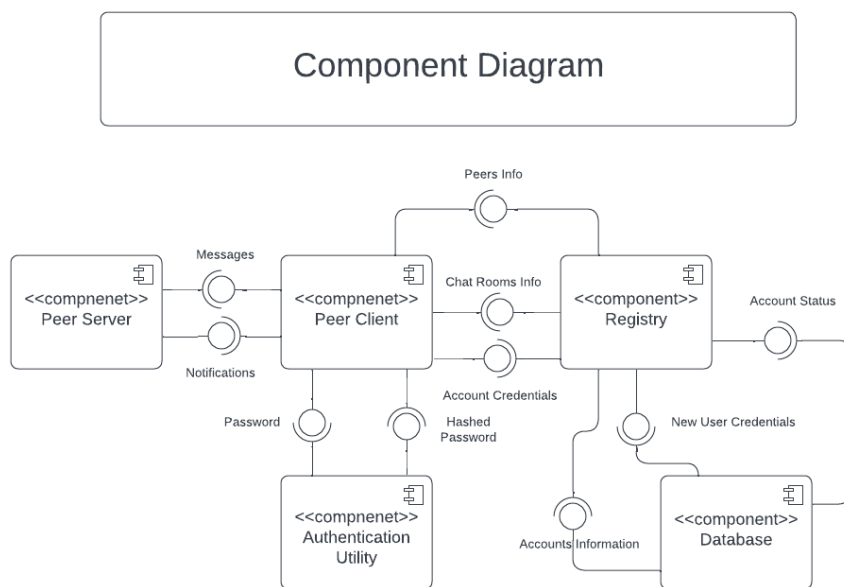 Component Diagram
Peers Info
Messages
<<compnenet>>
Peer Server
<<compnenet>>
Peer Client
Chat Rooms Info
<<component>>
Registry
Account Status
Notifications
Account Credentials
Password
Hashed
Password
New User Credentials
<<compnenet>>
Authentication
Utility
Accounts Information
<<component>>
Database